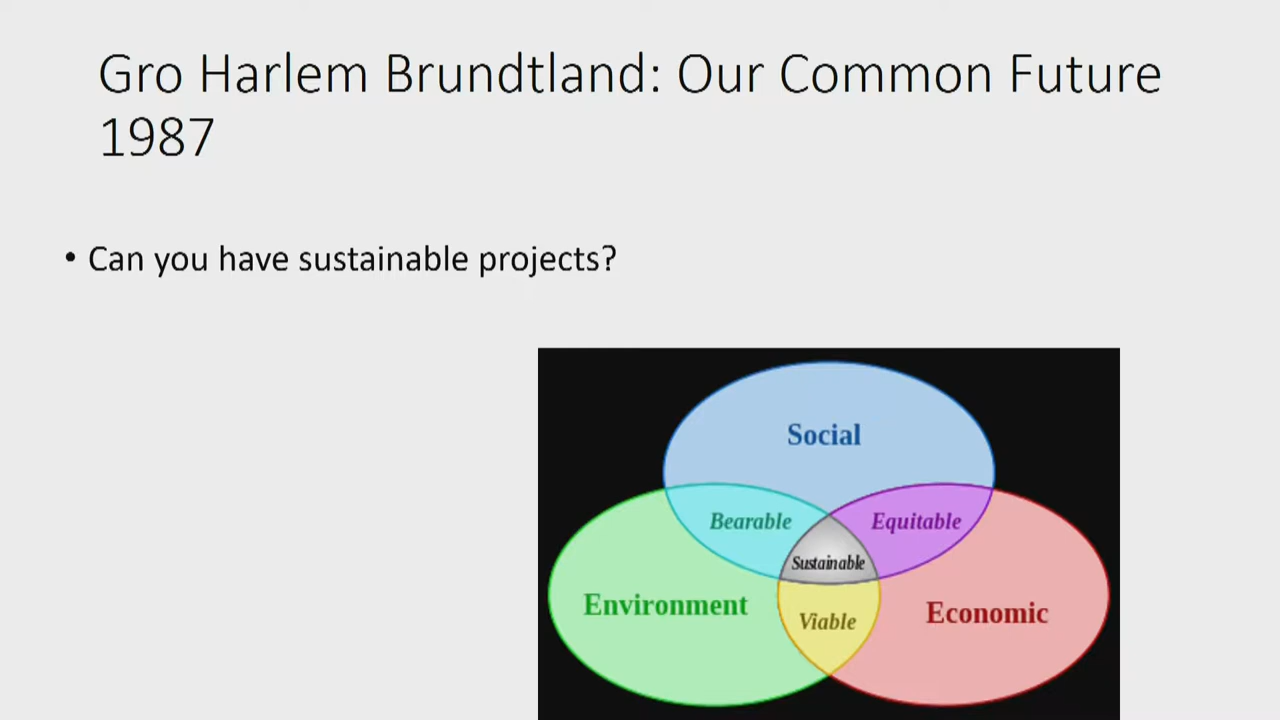 Gro Harlem Brundtland: Our Common Future
1987
• Can you have sustainable projects?
Social
Bearable
Equitable
Sustainable
Environment
Economic
Viable